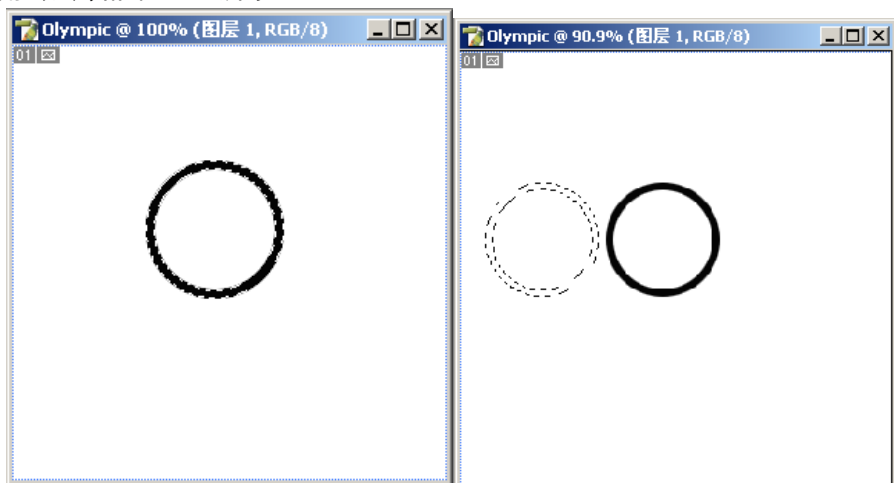 Olympic @ 100% (图层 1, RGB/8)
01
Olympic @ 90.9% (图层 1, RGB/8)
01